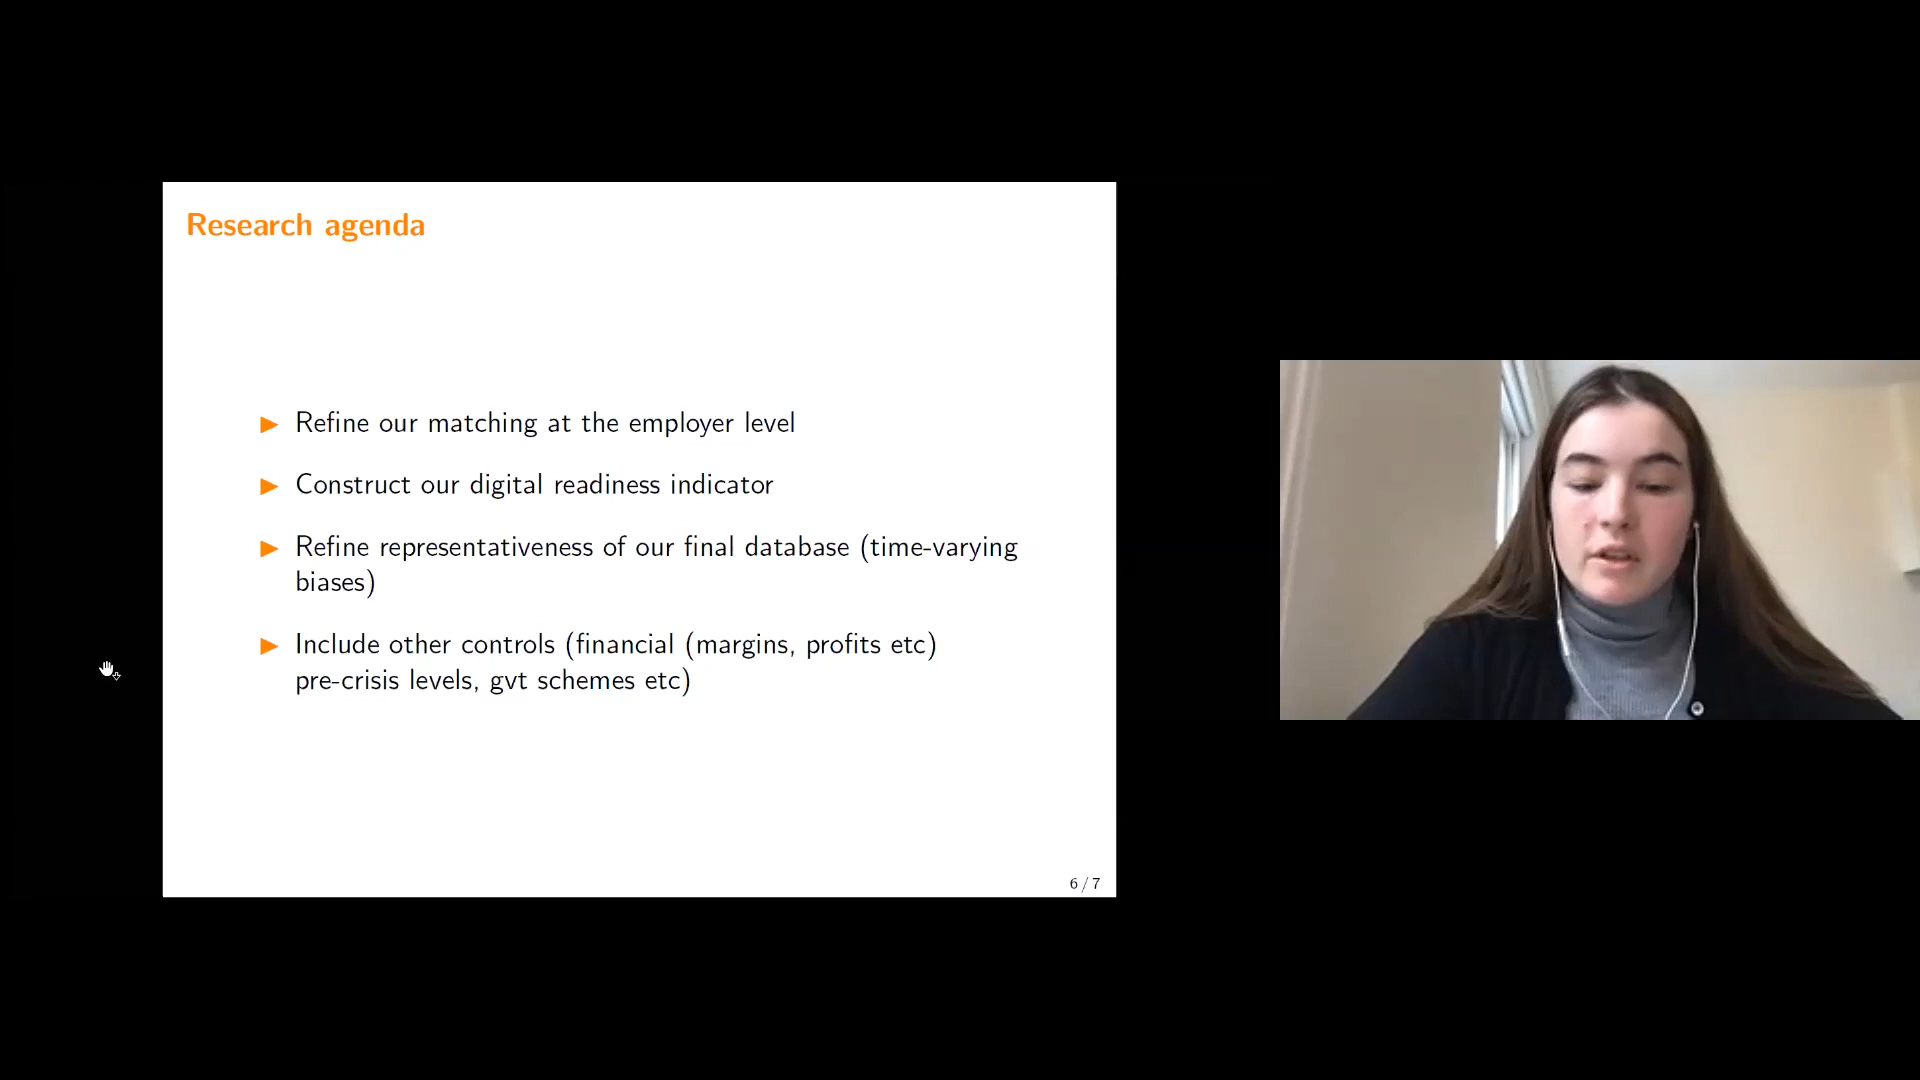 Research agenda
Refine our matching at the employer level
Construct our digital readiness indicator
Refine representativeness of our final database (time-varying
biases)
Include other controls (financial (margins, profits etc)
pre-crisis levels, gvt schemes etc)
6 / 7